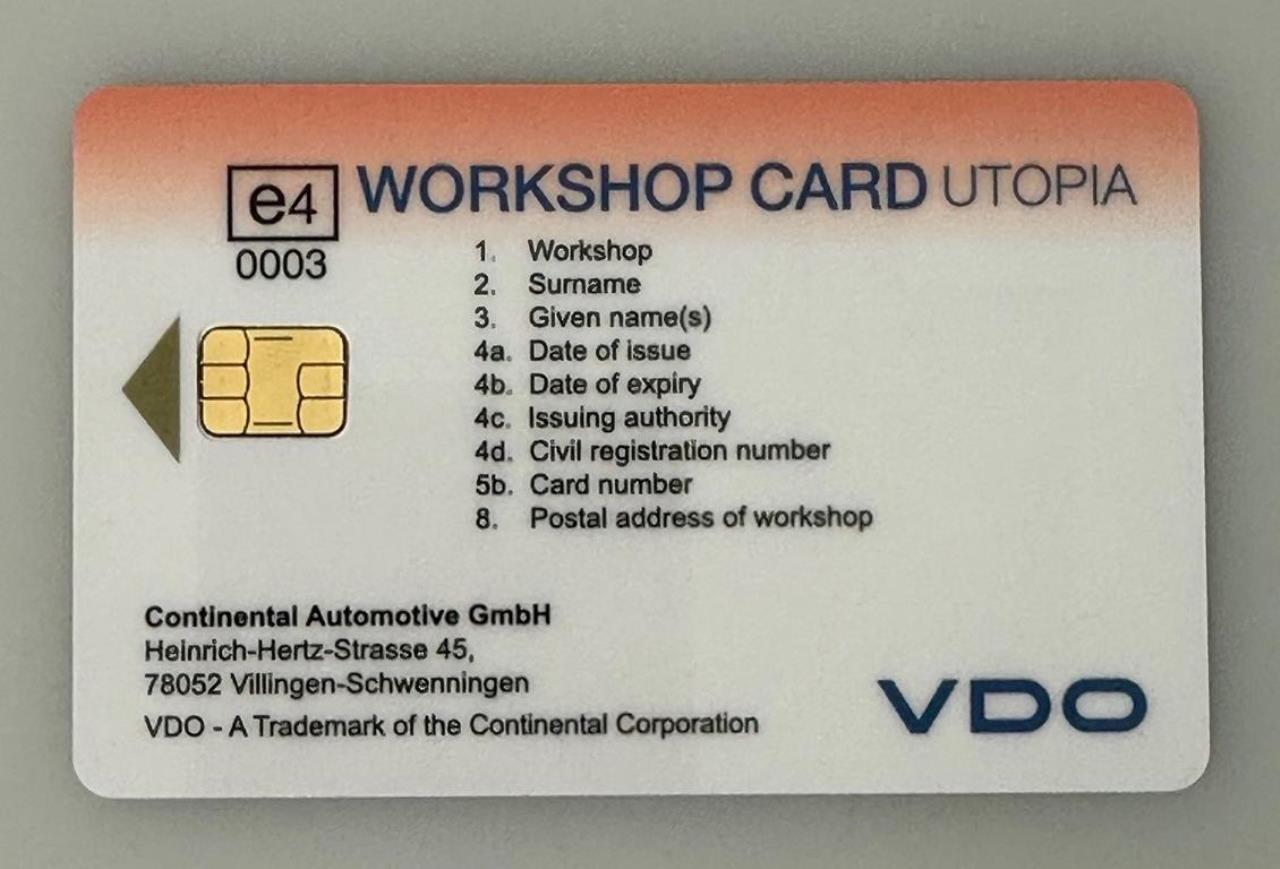 e4 WORKSHOP CARD UTOPIA
0003
1. Workshop
2. Surname
3. Given name(s)
4a. Date of issue
4b. Date of expiry
4c. Issuing authority
4d. Civil registration number
5b. Card number
8. Postal address of workshop
Continental Automotive GmbH
Heinrich-Hertz-Strasse 45,
78052 Villingen-Schwenningen
VDO - A Trademark of the Continental Corporation
VDO